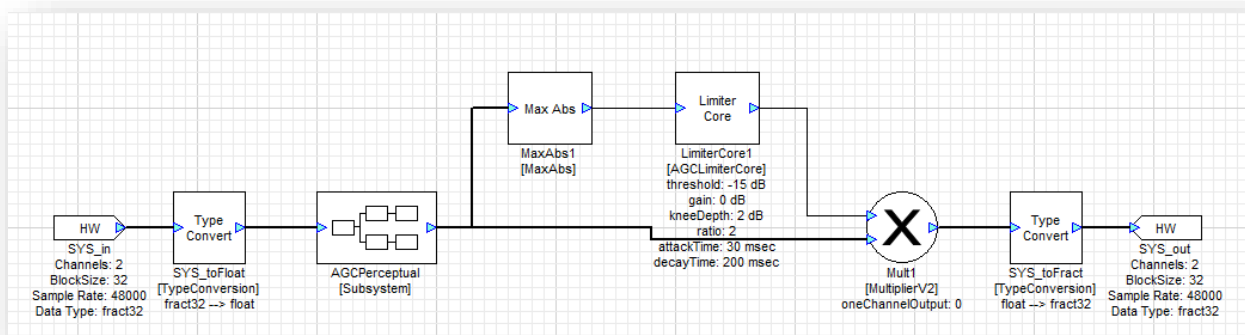 HW
SYS_in
Channels: 2
BlockSize: 32
Sample Rate: 48000
Data Type: fract32
Type
Convert
SYS_toFloat
[TypeConversion]
fract32 --> float
AGCPerceptual
[Subsystem]
Max Abs
MaxAbs1
[MaxAbs]
Limiter
Core
LimiterCore1
[AGCLimiterCore]
threshold: -15 dB
gain: 0 dB
kneeDepth: 2 dB
ratio: 2
attackTime: 30 msec
decayTime: 200 msec
X
Mult1
[MultiplierV2]
oneChannelOutput: 0
Type
Convert
SYS_toFract
[TypeConversion]
float --> fract32
HW
SYS_out
Channels: 2
BlockSize: 32
Sample Rate: 48000
Data Type: fract32